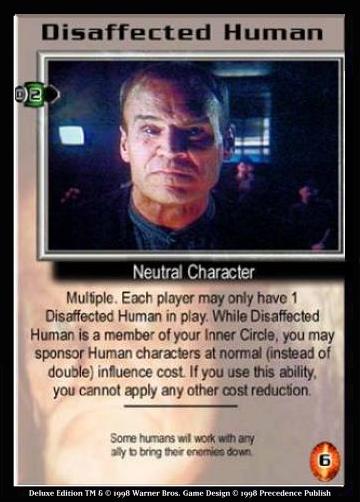 Disaffected Human
2
Neutral Character
Multiple. Each player may only have 1
Disaffected Human in play. While Disaffected
Human is a member of your Inner Circle, you may
sponsor Human characters at normal (instead of
double) influence cost. If you use this ability,
you cannot apply any other cost reduction.
Some humans will work with any
ally to bring their enemies down.
6
Deluxe Edition TM & © 1998 Warner Bros. Game Design © 1998 Precedence Publish